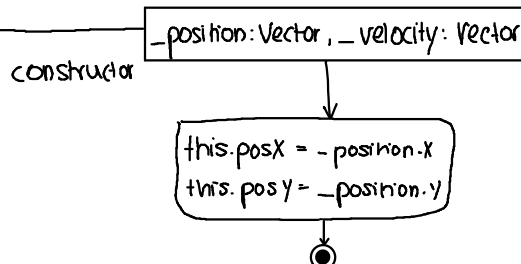 _position: Vector, _velocity: Vector
constructor
this.posX = _position.X
this.posY = _position.y